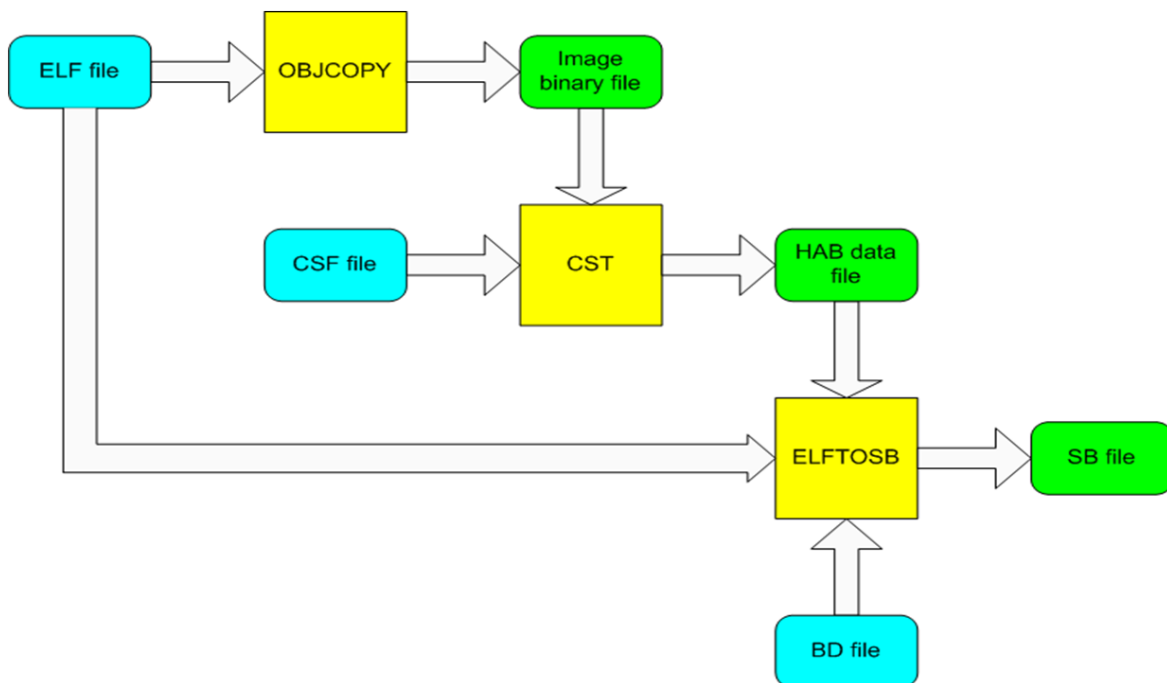 ELF file
OBJCOPY
Image
binary file
CSF file
CST
HAB data
file
ELFTOSB
SB file
BD file